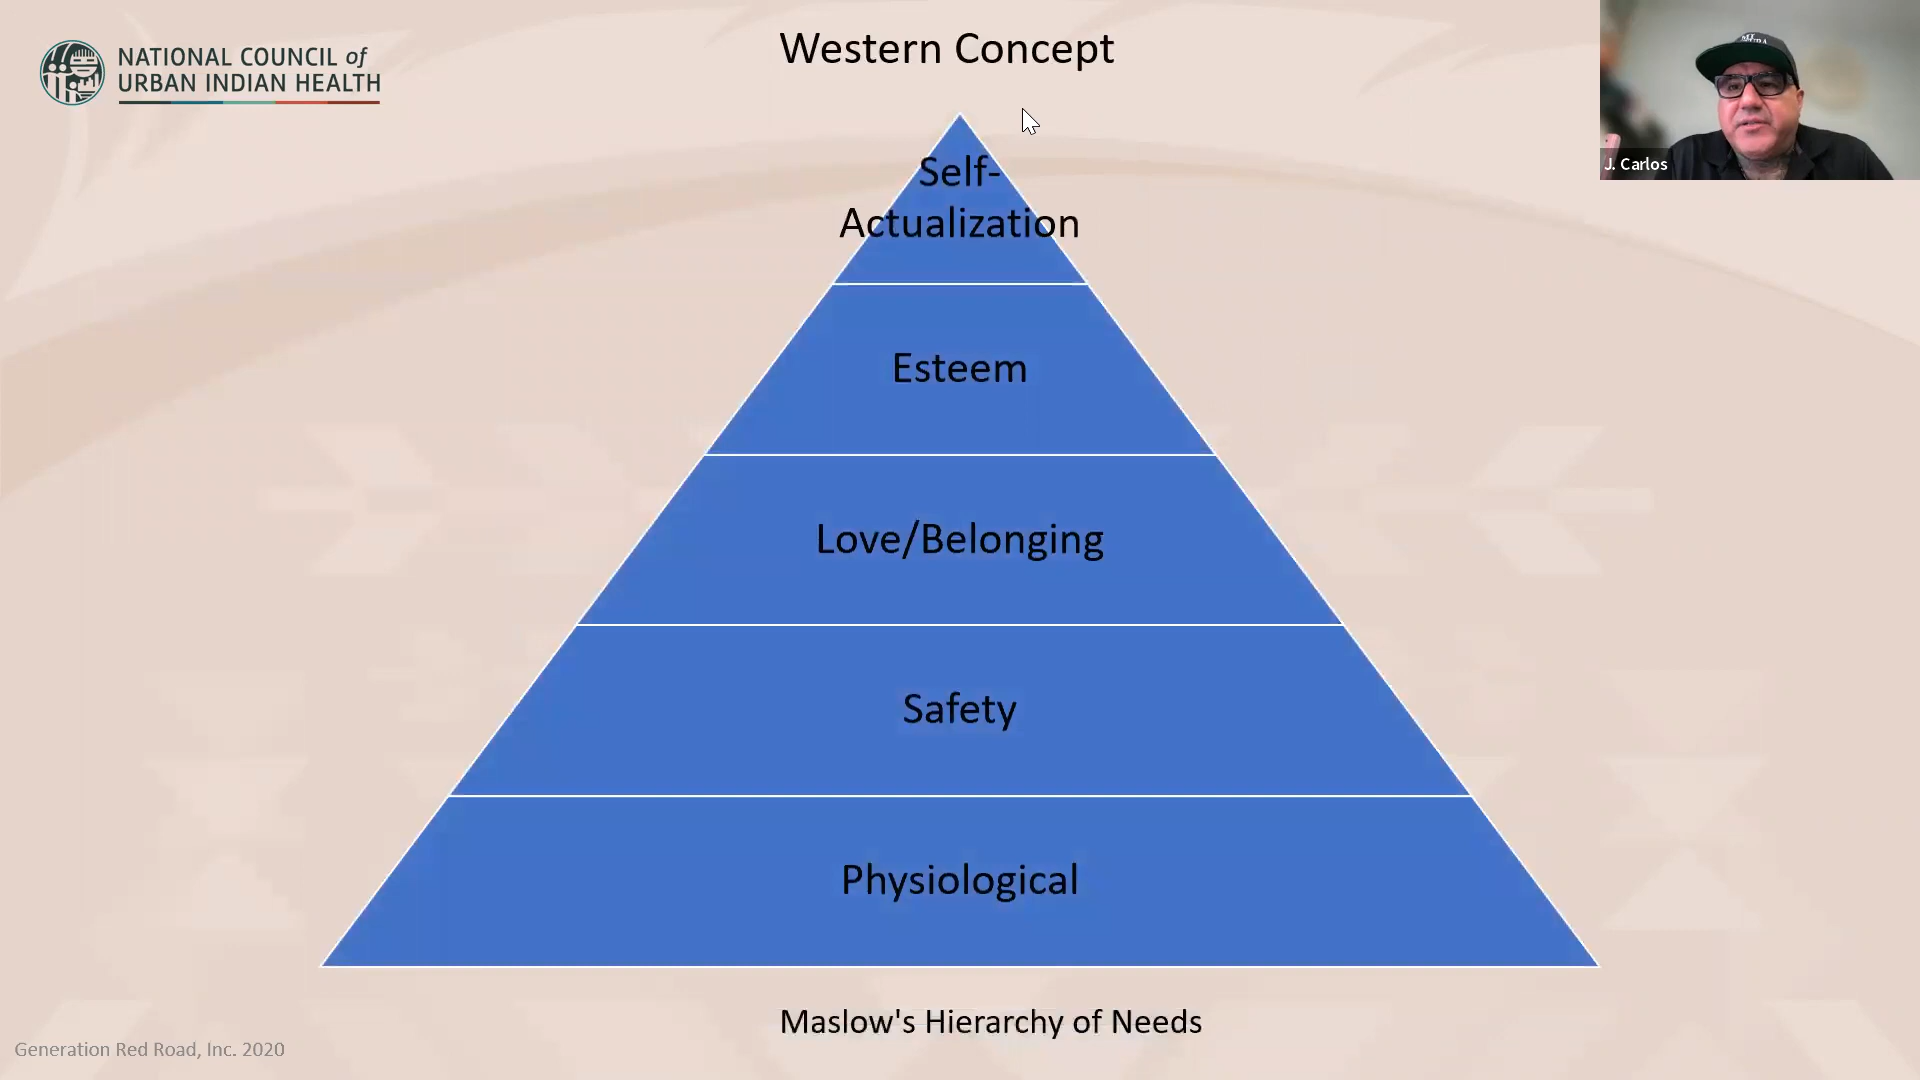 Western Concept
NATIONAL COUNCIL of
URBAN INDIAN HEALTH
J. Carlos
Self-
Actualization
Esteem
Love/Belonging
Safety
Physiological
Maslow's Hierarchy of Needs
Generation Red Road, Inc. 2020